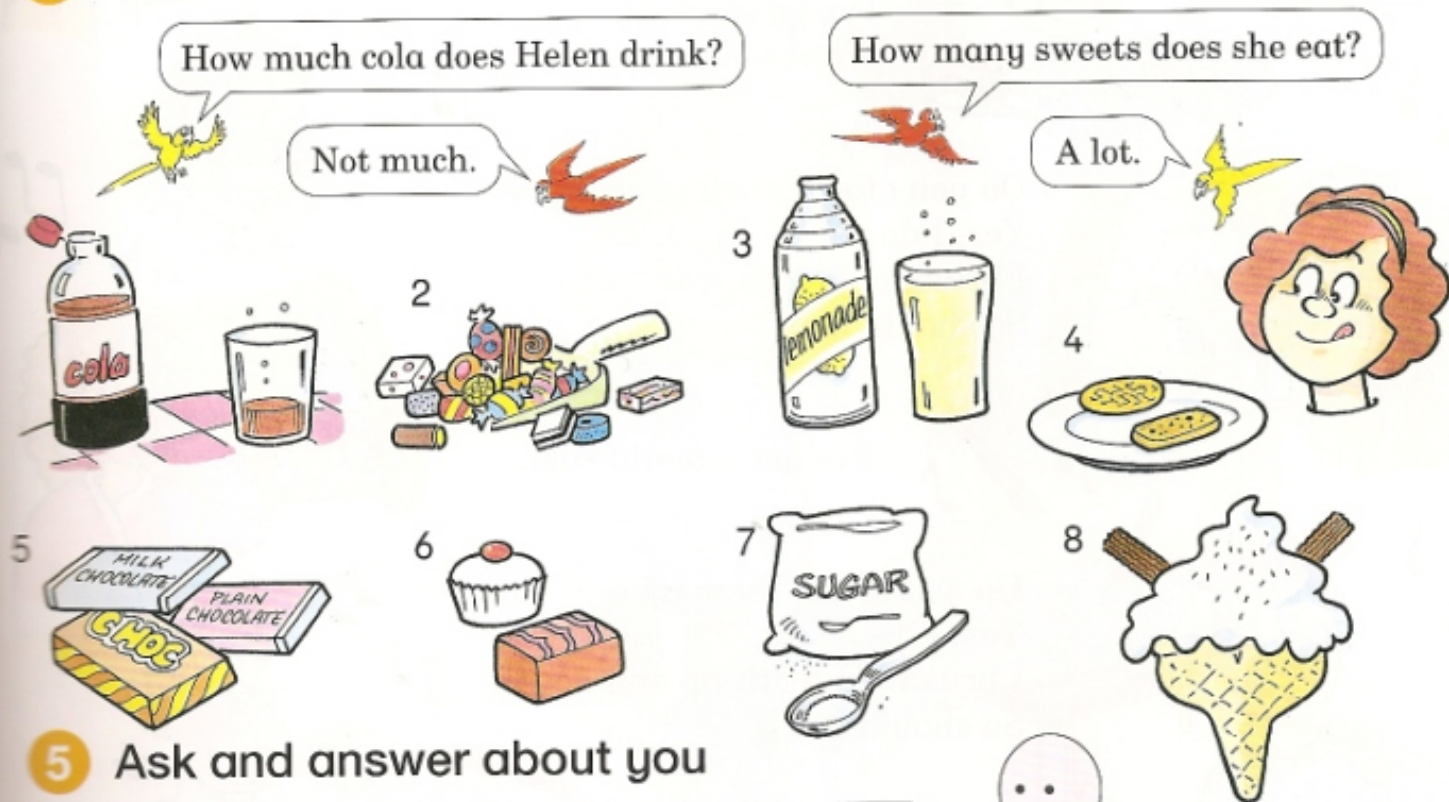 How much cola does Helen drink?
How many sweets does she eat?
Not much.
A lot.
cola
2
3
lemonade
4
5
MILK
CHOCOLATE
PLAIN
CHOCOLATE
CHOC
6
7
SUGAR
8
5 Ask and answer about you